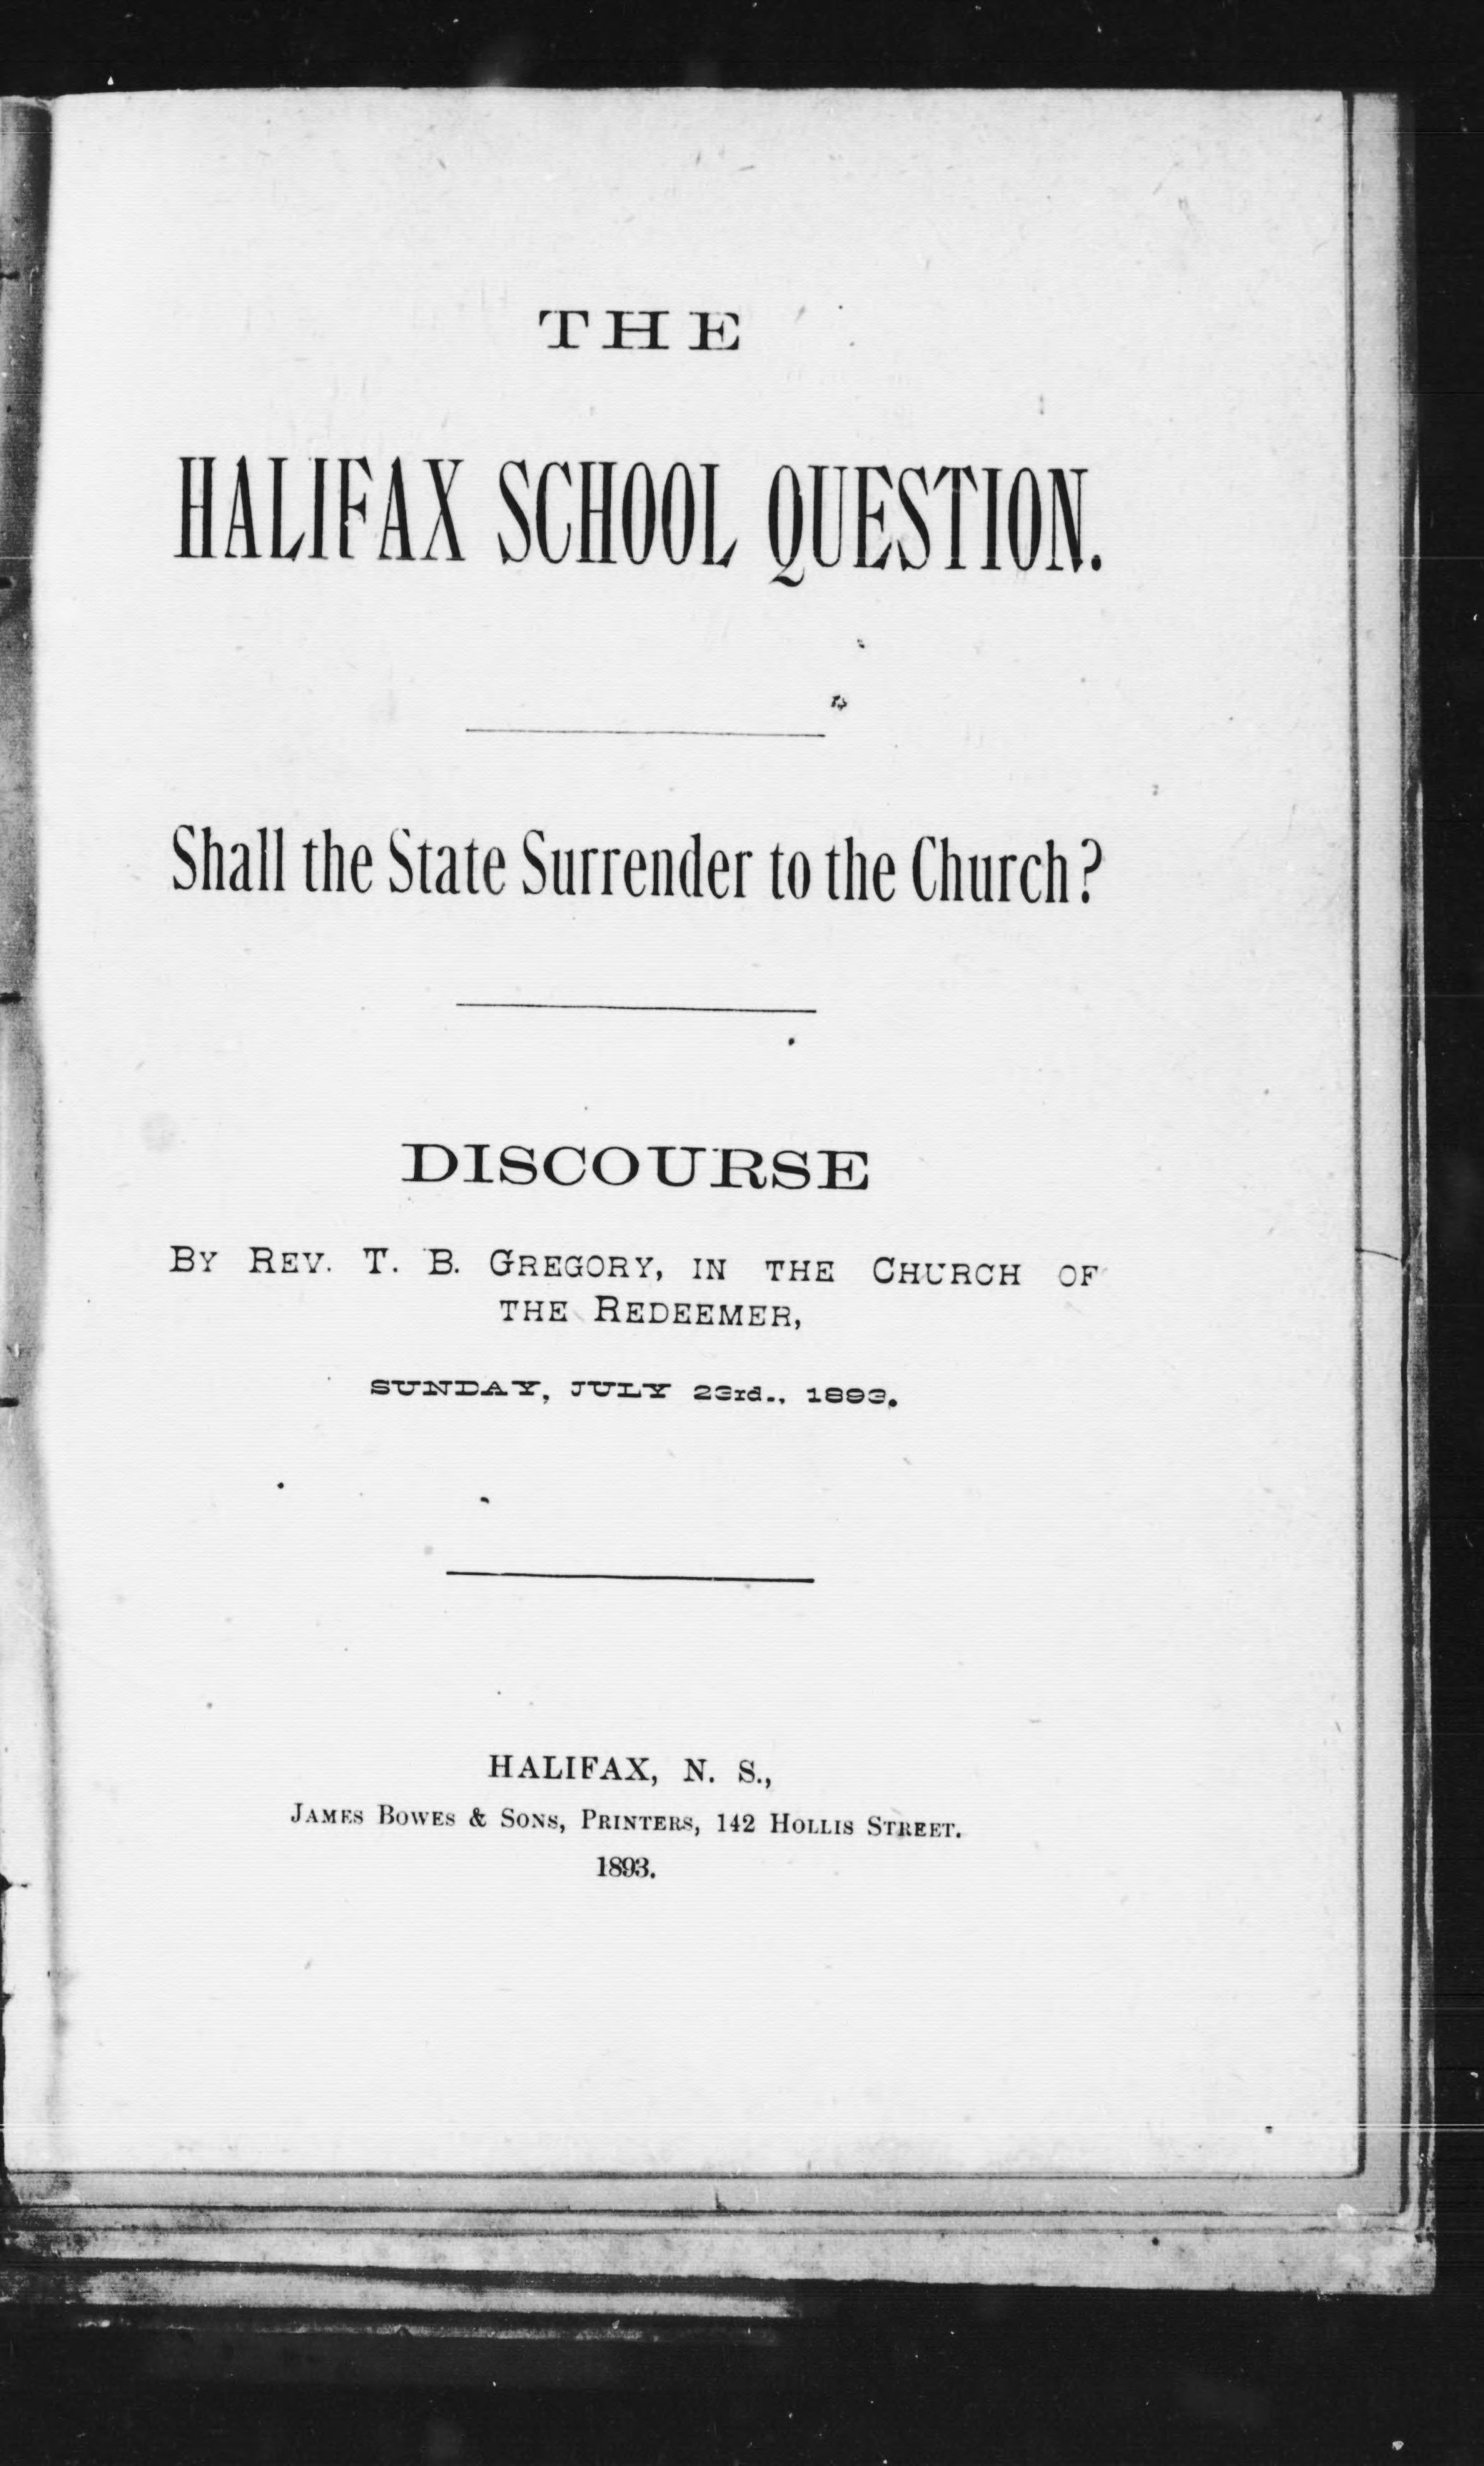 THE
HALIFAX SCHOOL QUESTION.
Shall the State Surrender to the Church?
DISCOURSE
BY REV. T. B. GREGORY, IN THE CHURCH OF
THE REDEEMER,
SUNDAY, JULY 23rd., 1893.
HALIFAX, N. S.,
JAMES BOWES & SONS, PRINTERS, 142 HOLLIS STREET.
1893.